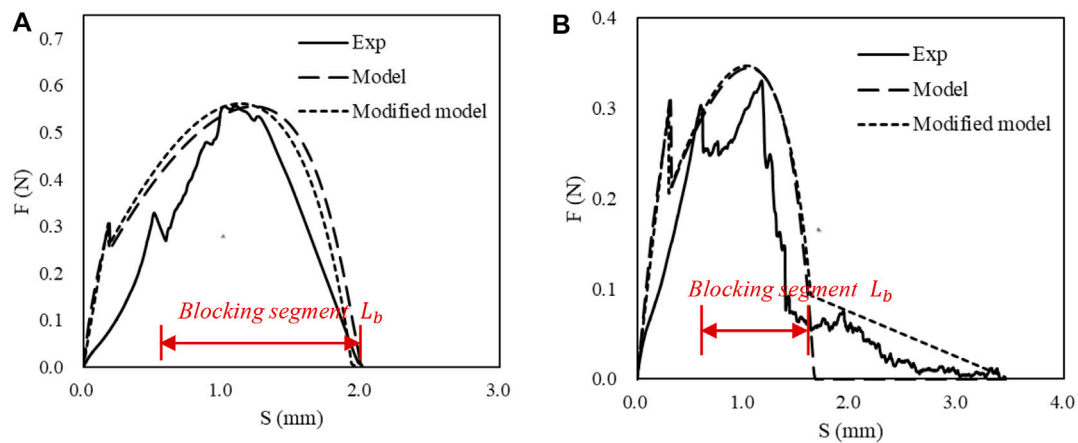 A
0.7
0.6
0.5
0.4
0.3
0.2
0.1
0.0
F (N)
Exp
Model
Modified model
Blocking segment Lb
0.0
1.0
2.0
3.0
S (mm)
B
0.4
0.3
0.2
0.1
0.0
F (N)
Exp
Model
Modified model
Blocking segment Lb
0.0
1.0
2.0
3.0
4.0
S (mm)